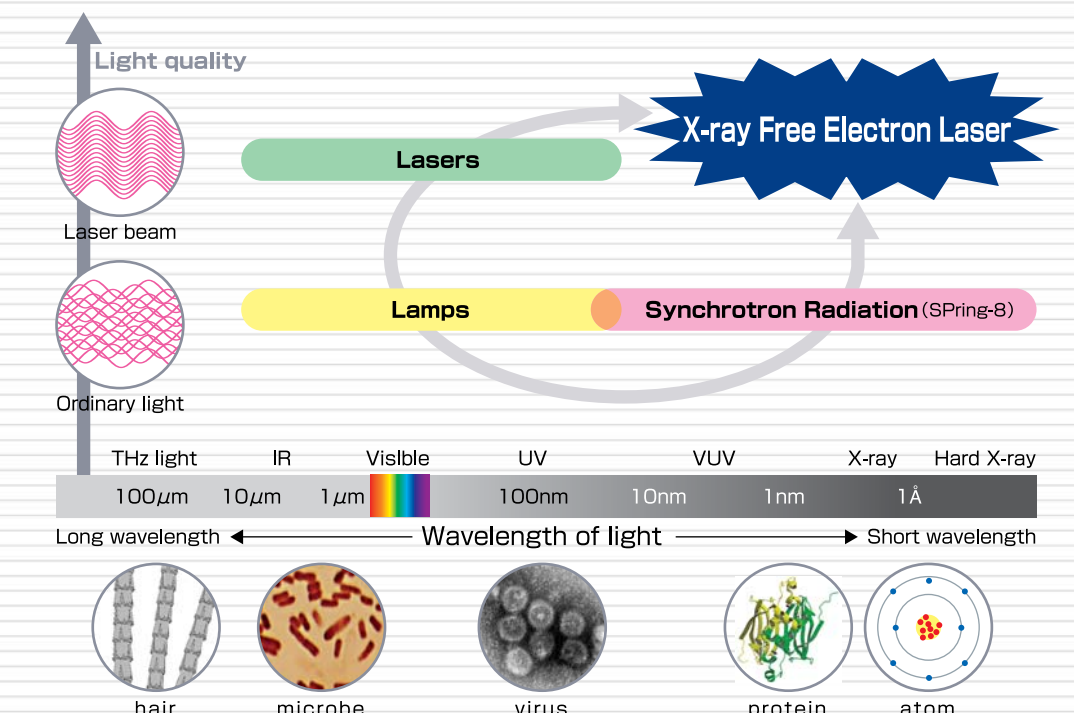 Light quality
X-ray Free Electron Laser
Lasers
Laser beam
Lamps
Synchrotron Radiation (SPring-8)
Ordinary light
THz light IR VisIble UV VUV X-ray Hard X-ray
100μm 10μm 1μm 100nm 10nm 1nm 1Å
Long wavelength Wavelength of light Short wavelength
hair microbe virus protein atom